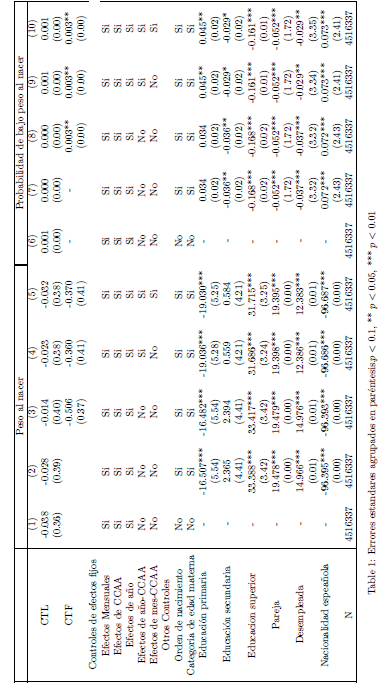 Peso al nacer Probabilidad de bajo peso al nacer
(1) (2) (3) (4) (5) (6) (7) (8) (9) (10)
CTL -0.038 -0.028 -0.014 -0.023 -0.032 0.001 0.000 0.000 0.001 0.001
(0.36) (0.39) (0.40) (0.38) (0.38) (0.00) (0.00) (0.00) (0.00) (0.00)
CTF -0.506 -0.360 -0.370 - - 0.003** 0.003** 0.003**
(0.37) (0.41) (0.41) (0.00) (0.00) (0.00)
Controles de efectos fijos
Efectos Mensuales Si Si Si Si Si Si Si Si Si Si
Efectos de CCAA Si Si Si Si Si Si Si Si Si Si
Efectos de año Si Si Si Si Si Si Si Si Si Si
Efectos de año-CCAA No No No Si Si No No No Si Si
Efectos de mes-CCAA No No No No Si No No No No Si
Otros Controles
Orden de nacimiento No Si Si Si Si No Si Si Si Si
Categoria de edad materna No Si Si Si Si No Si Si Si Si
Educación primaria - -16.507*** -16.482*** -19.036*** -19.030*** - 0.034 0.034 0.045** 0.045**
(5.54) (5.54) (5.28) (5.25) (0.02) (0.02) (0.02) (0.02)
Educación secundaria - 2.365 2.394 0.559 0.584 - -0.036** -0.036** -0.029* -0.029*
(4.41) (4.41) (4.21) (4.21) (0.02) (0.02) (0.02) (0.02)
Educacion superior - 33.388*** 33.417*** 31.686*** 31.715*** - -0.168*** -0.168*** -0.161*** -0.161***
(3.42) (3.42) (3.24) (3.25) (0.02) (0.02) (0.01) (0.01)
Pareja - 19.478*** 19.479*** 19.398*** 19.395*** - -0.052*** -0.052*** -0.052*** -0.052***
(0.00) (0.00) (0.00) (0.00) (1.72) (1.72) (1.72) (1.72)
Desempleada - 14.966*** 14.976*** 12.386*** 12.383*** - -0.037*** -0.037*** -0.029** -0.029**
(0.01) (0.01) (0.01) (0.01) (3.32) (3.32) (3.34) (3.35)
Nacionalidad española - -96.395*** -96.393*** -96.689*** -96.687*** - 0.072*** 0.072*** 0.073*** 0.073***
(0.00) (0.00) (0.00) (0.00) (2.43) (2.43) (2.41) (2.41)
N 4516337 4516337 4516337 4516337 4516337 4516337 4516337 4516337 4516337 4516337
Table 1: Errores estandares agrupados en paréntesis.* p < 0.1, ** p < 0.05, *** p < 0.01